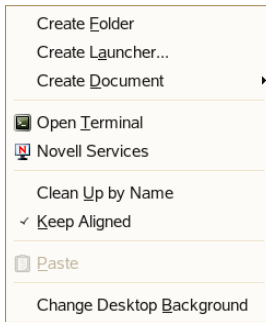 Create Folder
Create Launcher...
Create Document
Open Terminal
Novell Services
Clean Up by Name
Keep Aligned
Paste
Change Desktop Background